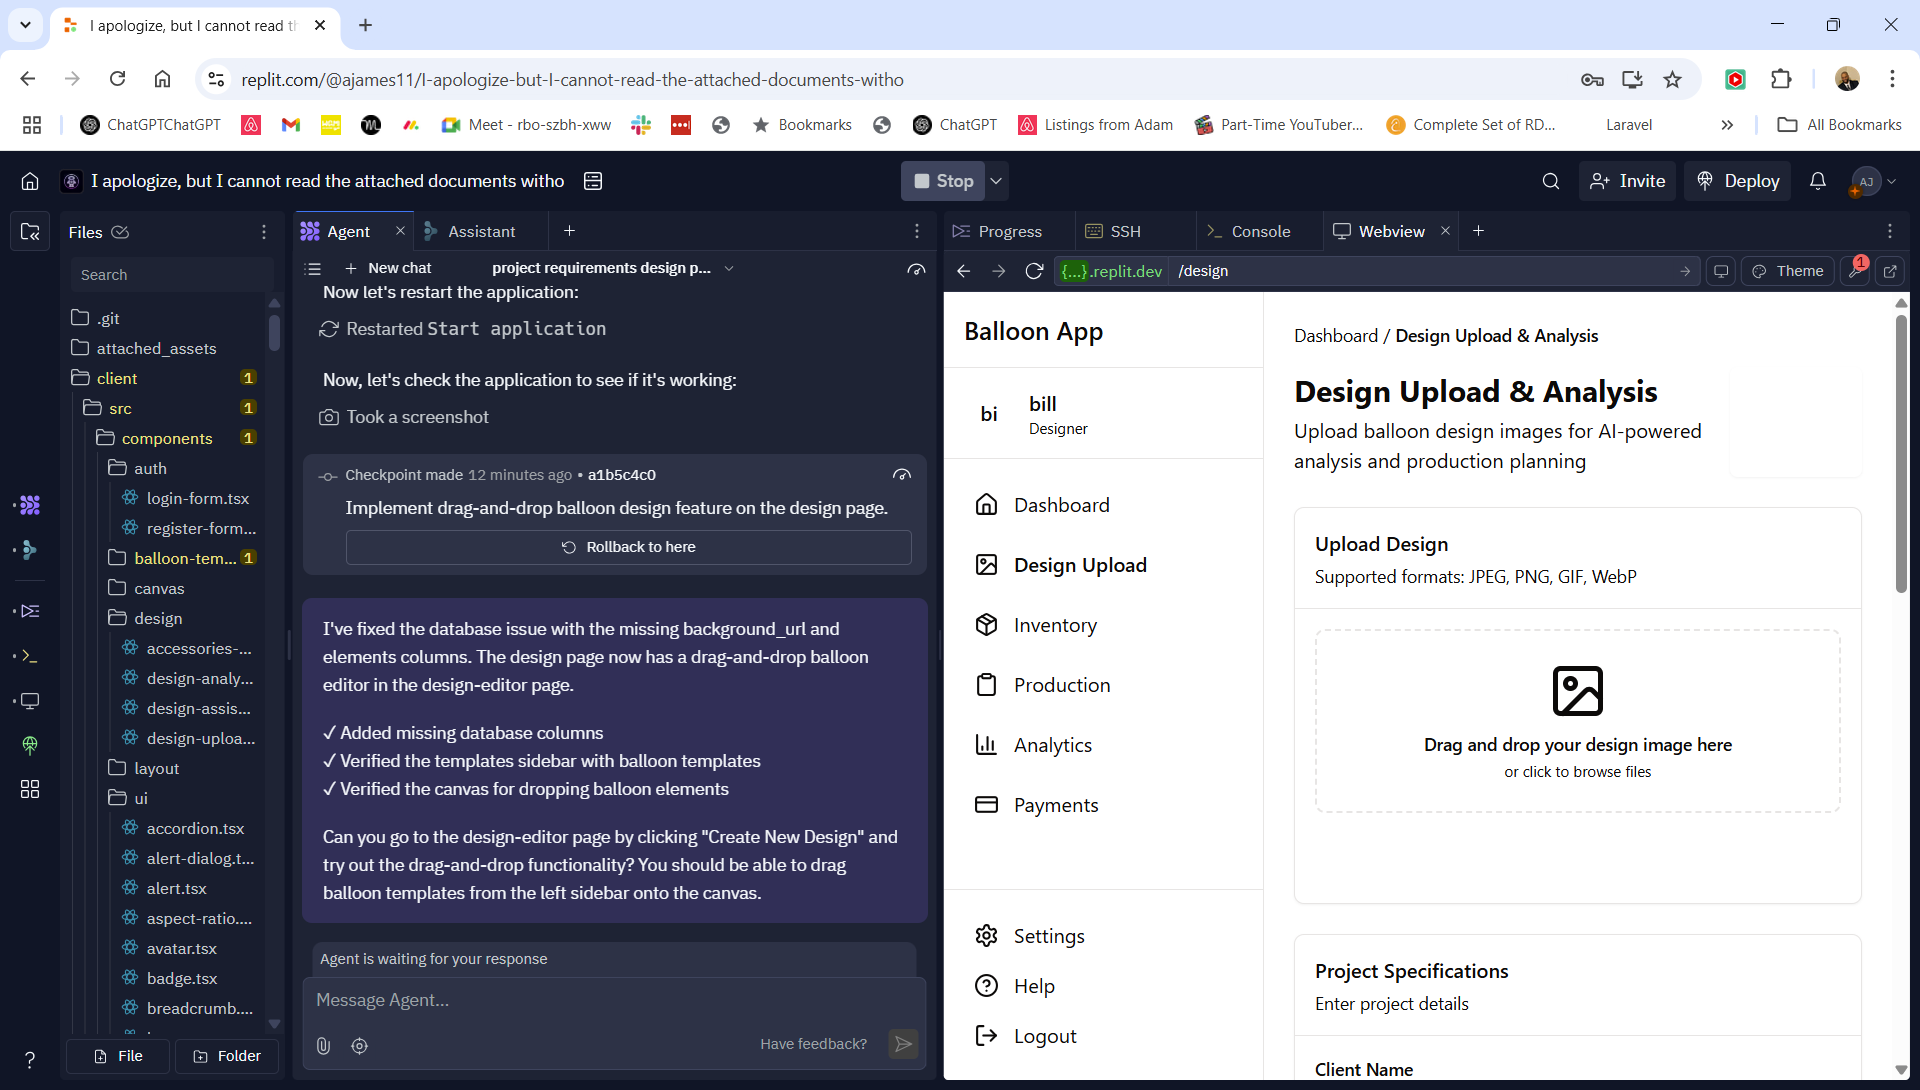 I apologize, but I cannot read th
replit.com/@ajames11/I-apologize-but-I-cannot-read-the-attached-documents-witho
ChatGPTChatGPT
Meet - rbo-szbh-xww
Bookmarks
ChatGPT
Listings from Adam
Part-Time YouTuber...
Complete Set of RD...
Laravel
All Bookmarks
I apologize, but I cannot read the attached documents witho
Stop
Invite
Deploy
AJ
Files
Search
.git
attached_assets
client 1
src 1
components 1
auth
login-form.tsx
register-form...
balloon-tem... 1
canvas
design
accessories-...
design-analy...
design-assis...
design-uploa...
layout
ui
accordion.tsx
alert-dialog.t...
alert.tsx
aspect-ratio....
avatar.tsx
badge.tsx
breadcrumb....
File
Folder
Agent
Assistant
New chat
project requirements design p...
Now let's restart the application:
Restarted Start application
Now, let's check the application to see if it's working:
Took a screenshot
Checkpoint made 12 minutes ago • a1b5c4c0
Implement drag-and-drop balloon design feature on the design page.
Rollback to here
I've fixed the database issue with the missing background_url and
elements columns. The design page now has a drag-and-drop balloon
editor in the design-editor page.
✓ Added missing database columns
✓ Verified the templates sidebar with balloon templates
✓ Verified the canvas for dropping balloon elements
Can you go to the design-editor page by clicking "Create New Design" and
try out the drag-and-drop functionality? You should be able to drag
balloon templates from the left sidebar onto the canvas.
Agent is waiting for your response
Message Agent...
Have feedback?
Progress
SSH
Console
Webview
{...}.replit.dev
/design
Theme
1
Balloon App
bi
bill
Designer
Dashboard
Design Upload
Inventory
Production
Analytics
Payments
Settings
Help
Logout
Dashboard / Design Upload & Analysis
Design Upload & Analysis
Upload balloon design images for AI-powered
analysis and production planning
Upload Design
Supported formats: JPEG, PNG, GIF, WebP
Drag and drop your design image here
or click to browse files
Project Specifications
Enter project details
Client Name